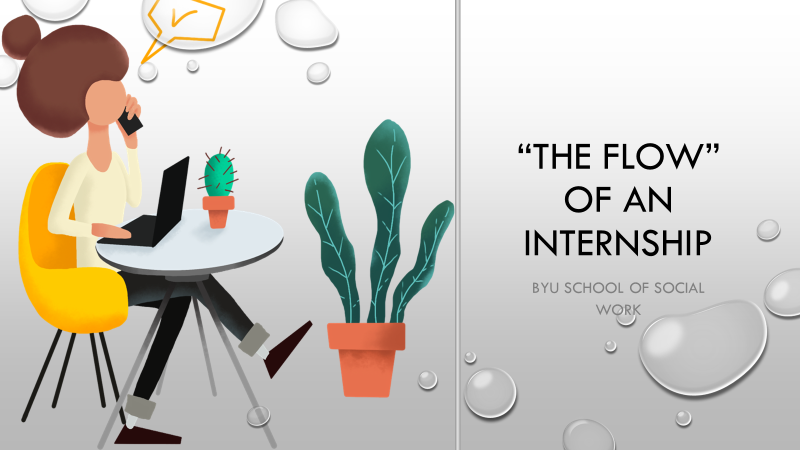 “THE FLOW”
OF AN
INTERNSHIP
BYU SCHOOL OF SOCIAL
WORK